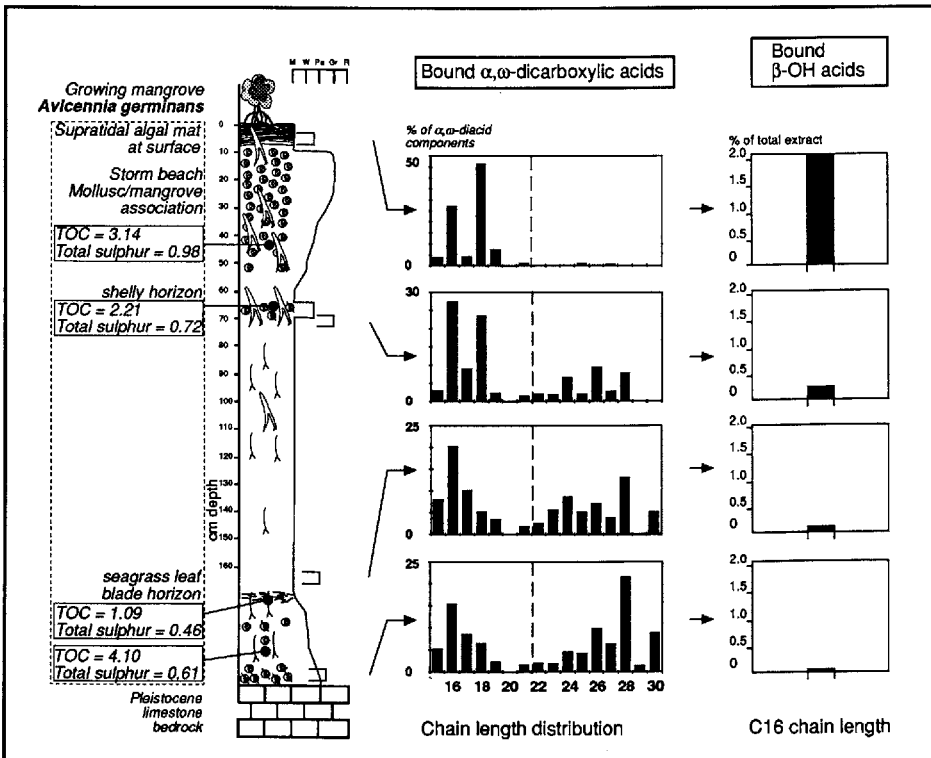 M W Pa Gr R
Growing mangrove
Avicennia germinans
Supratidal algal mat
at surface
Storm beach
Mollusc/mangrove
association
TOC = 3.14
Total sulphur = 0.98
shelly horizon
TOC = 2.21
Total sulphur = 0.72
seagrass leaf
blade horizon
TOC = 1.09
Total sulphur = 0.46
TOC = 4.10
Total sulphur = 0.61
Pleistocene
limestone
bedrock
0
10
20
30
40
50
60
70
80
90
100
110
120
130
140
150
160
cm depth
Bound α,ω-dicarboxylic acids
% of α,ω-diacid
components
50
0
30
0
25
0
25
0
16 18 20 22 24 26 28 30
Chain length distribution
Bound
β-OH acids
% of total extract
2.0
1.5
1.0
0.5
0
2.0
1.5
1.0
0.5
0
2.0
1.5
1.0
0.5
0
2.0
1.5
1.0
0.5
0
C16 chain length